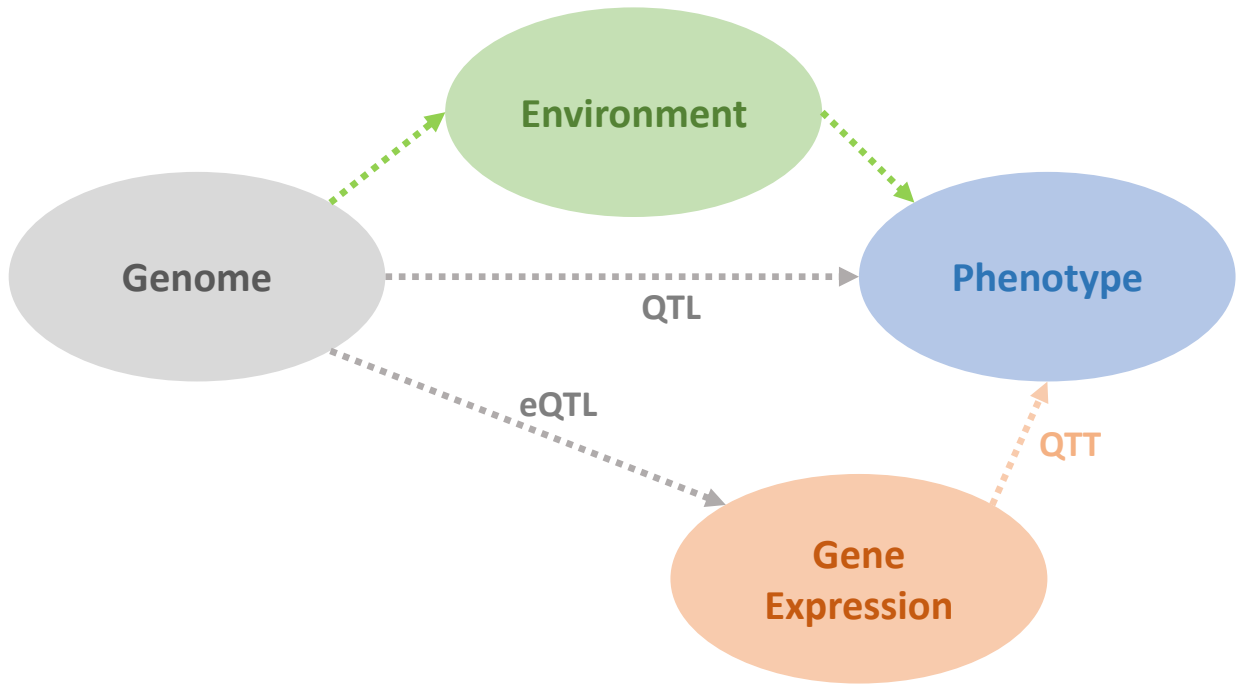 Environment
Genome
Phenotype
QTL
eQTL
QTT
Gene
Expression